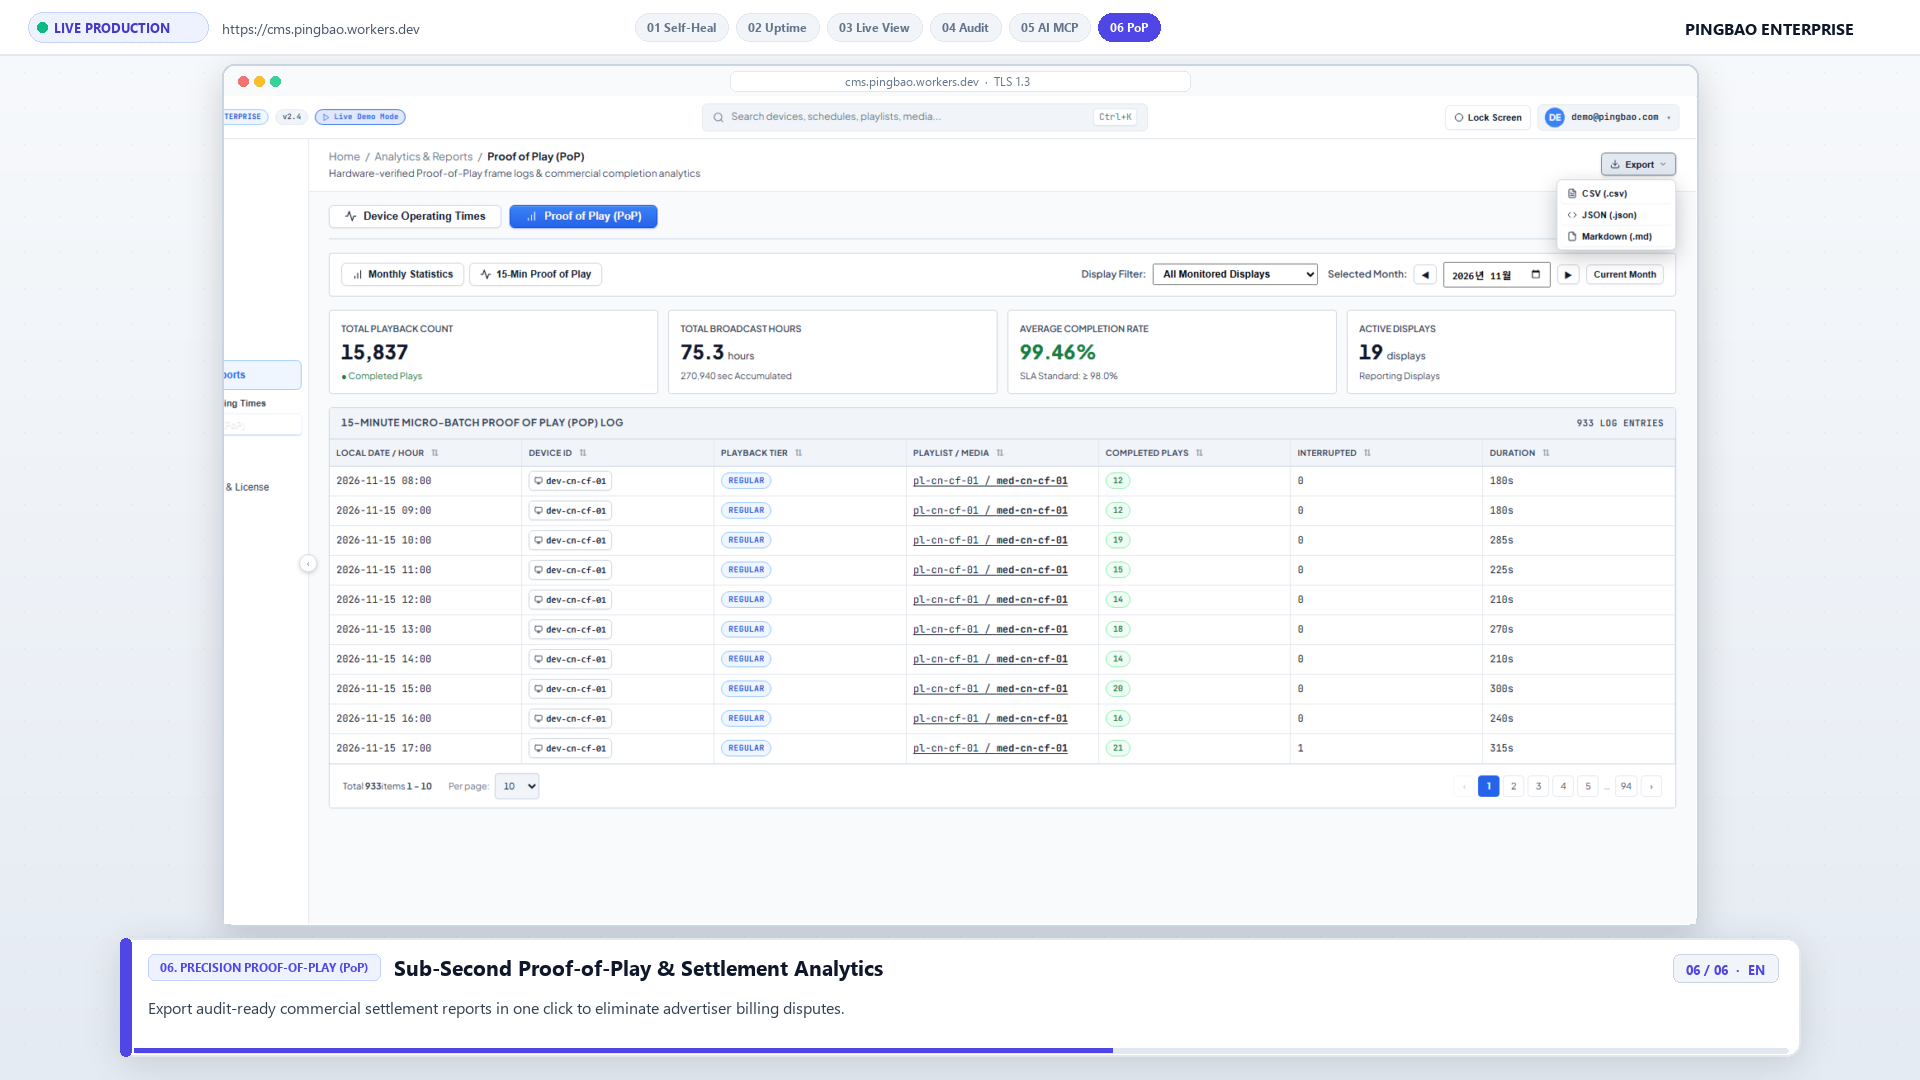 LIVE PRODUCTION
https://cms.pingbao.workers.dev
01 Self-Heal
02 Uptime
03 Live View
04 Audit
05 AI MCP
06 PoP
PINGBAO ENTERPRISE
cms.pingbao.workers.dev · TLS 1.3
TERPRISE
v2.4
Live Demo Mode
Search devices, schedules, playlists, media...
Ctrl+K
Lock Screen
DE
demo@pingbao.com
Home / Analytics & Reports / Proof of Play (PoP)
Hardware-verified Proof-of-Play frame logs & commercial completion analytics
Export
CSV (.csv)
JSON (.json)
Markdown (.md)
Device Operating Times
Proof of Play (PoP)
Monthly Statistics
15-Min Proof of Play
Display Filter:
All Monitored Displays
Selected Month:
◀
2026년 11월
▶
Current Month
TOTAL PLAYBACK COUNT
15,837
● Completed Plays
TOTAL BROADCAST HOURS
75.3 hours
270,940 sec Accumulated
AVERAGE COMPLETION RATE
99.46%
SLA Standard: ≥ 98.0%
ACTIVE DISPLAYS
19 displays
Reporting Displays
ports
ing Times
PoP)
& License
15-MINUTE MICRO-BATCH PROOF OF PLAY (POP) LOG
933 LOG ENTRIES
LOCAL DATE / HOUR DEVICE ID PLAYBACK TIER PLAYLIST / MEDIA COMPLETED PLAYS INTERRUPTED DURATION
2026-11-15 08:00 dev-cn-cf-01 REGULAR pl-cn-cf-01 / med-cn-cf-01 12 0 180s
2026-11-15 09:00 dev-cn-cf-01 REGULAR pl-cn-cf-01 / med-cn-cf-01 12 0 180s
2026-11-15 10:00 dev-cn-cf-01 REGULAR pl-cn-cf-01 / med-cn-cf-01 19 0 285s
2026-11-15 11:00 dev-cn-cf-01 REGULAR pl-cn-cf-01 / med-cn-cf-01 15 0 225s
2026-11-15 12:00 dev-cn-cf-01 REGULAR pl-cn-cf-01 / med-cn-cf-01 14 0 210s
2026-11-15 13:00 dev-cn-cf-01 REGULAR pl-cn-cf-01 / med-cn-cf-01 18 0 270s
2026-11-15 14:00 dev-cn-cf-01 REGULAR pl-cn-cf-01 / med-cn-cf-01 14 0 210s
2026-11-15 15:00 dev-cn-cf-01 REGULAR pl-cn-cf-01 / med-cn-cf-01 20 0 300s
2026-11-15 16:00 dev-cn-cf-01 REGULAR pl-cn-cf-01 / med-cn-cf-01 16 0 240s
2026-11-15 17:00 dev-cn-cf-01 REGULAR pl-cn-cf-01 / med-cn-cf-01 21 1 315s
Total 933 items 1 - 10 Per page: 10
‹ 1 2 3 4 5 … 94 ›
06. PRECISION PROOF-OF-PLAY (PoP)
Sub-Second Proof-of-Play & Settlement Analytics
06 / 06 · EN
Export audit-ready commercial settlement reports in one click to eliminate advertiser billing disputes.